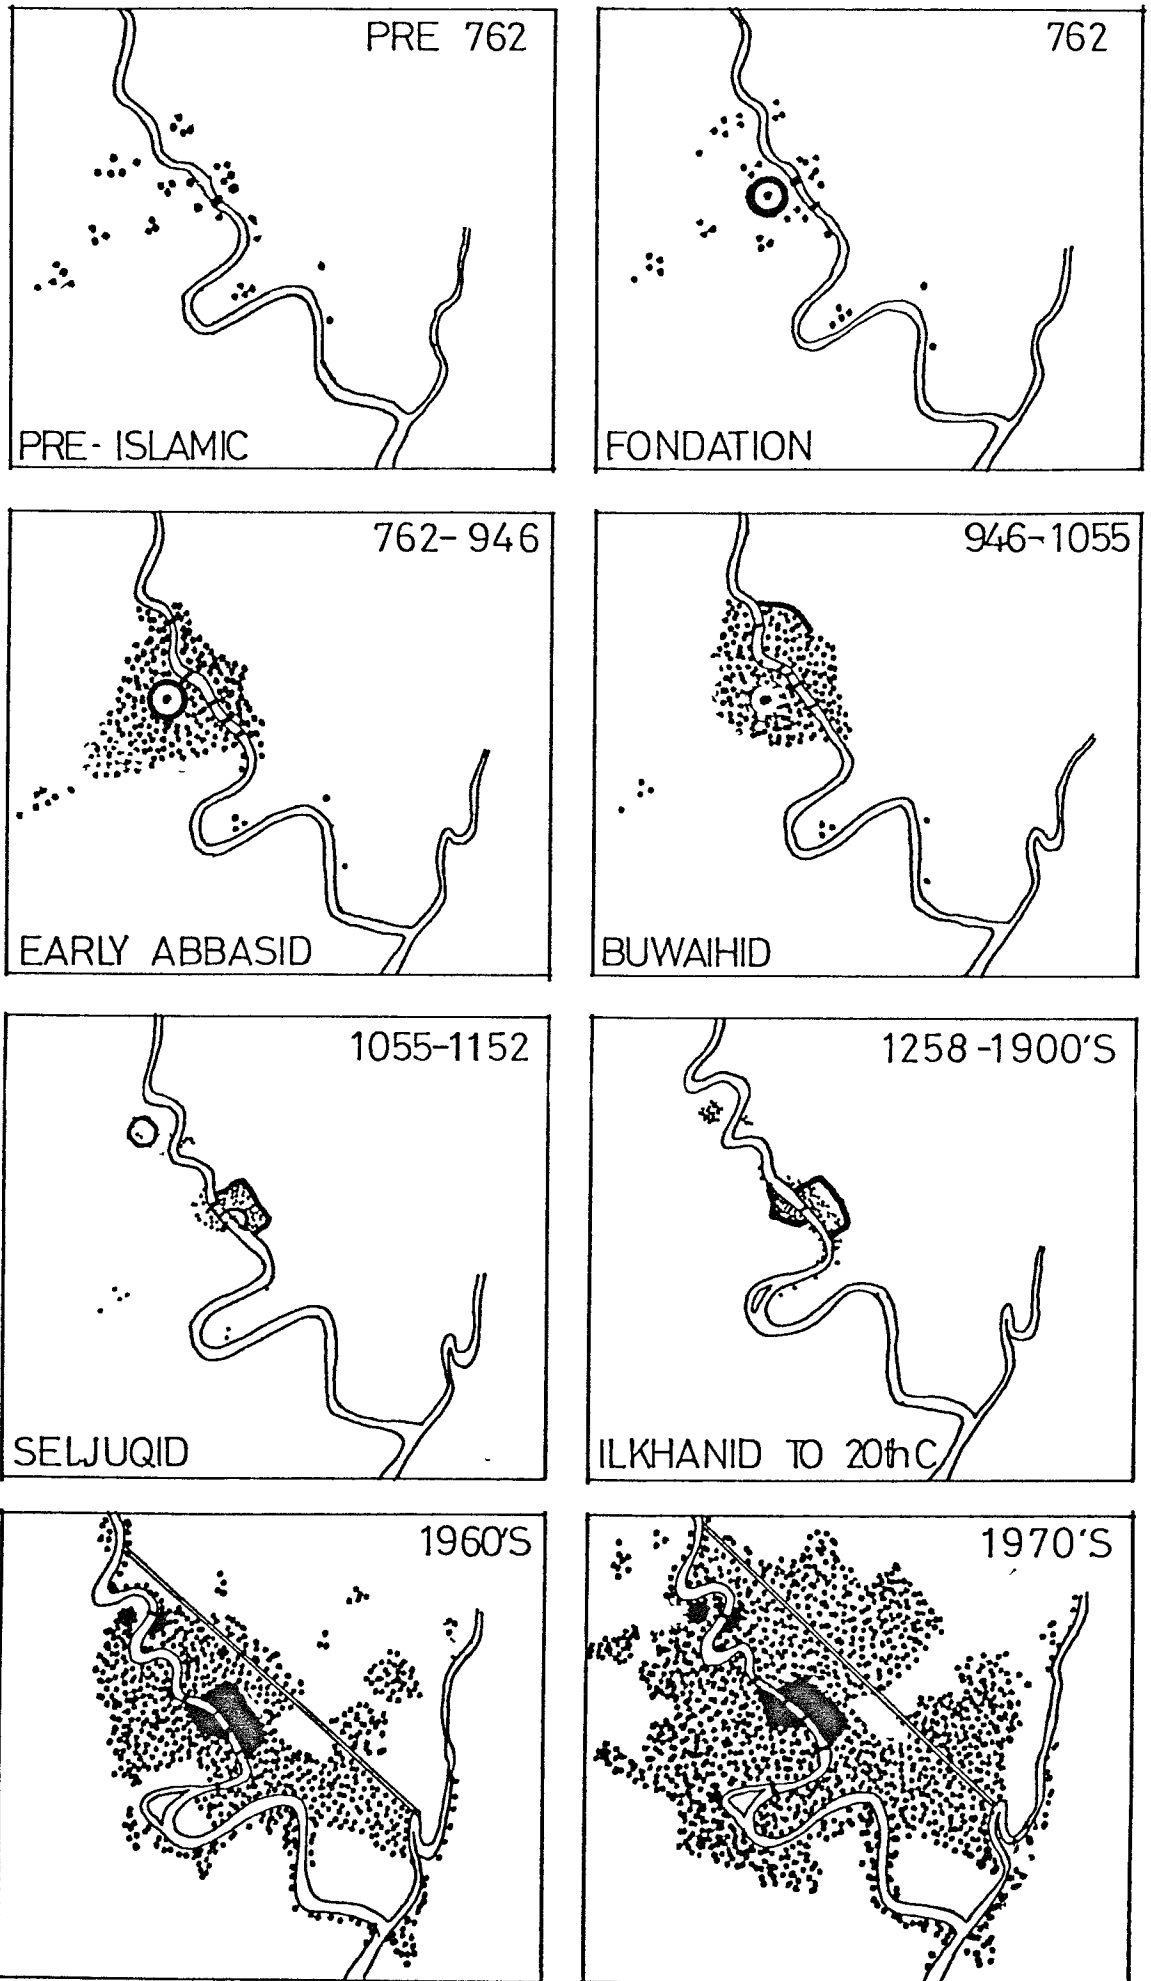 PRE 762
PRE-ISLAMIC
762
FONDATION
762-946
EARLY ABBASID
946-1055
BUWAIHID
1055-1152
SELJUQID
1258-1900'S
ILKHANID TO 20th C
1960'S
1970'S